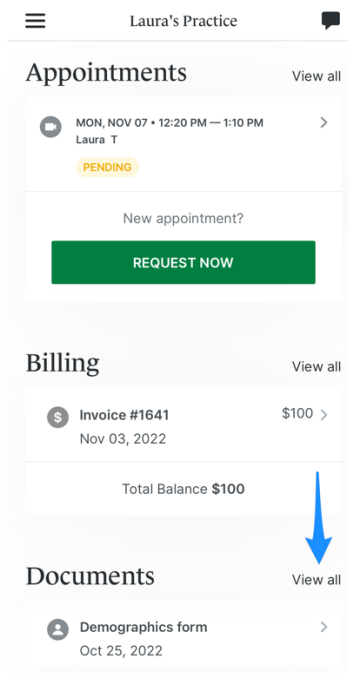 Laura's Practice
Appointments View all
MON, NOV 07 • 12:20 PM — 1:10 PM
Laura T
PENDING
New appointment?
REQUEST NOW
Billing View all
Invoice #1641 $100
Nov 03, 2022
Total Balance $100
Documents View all
Demographics form
Oct 25, 2022